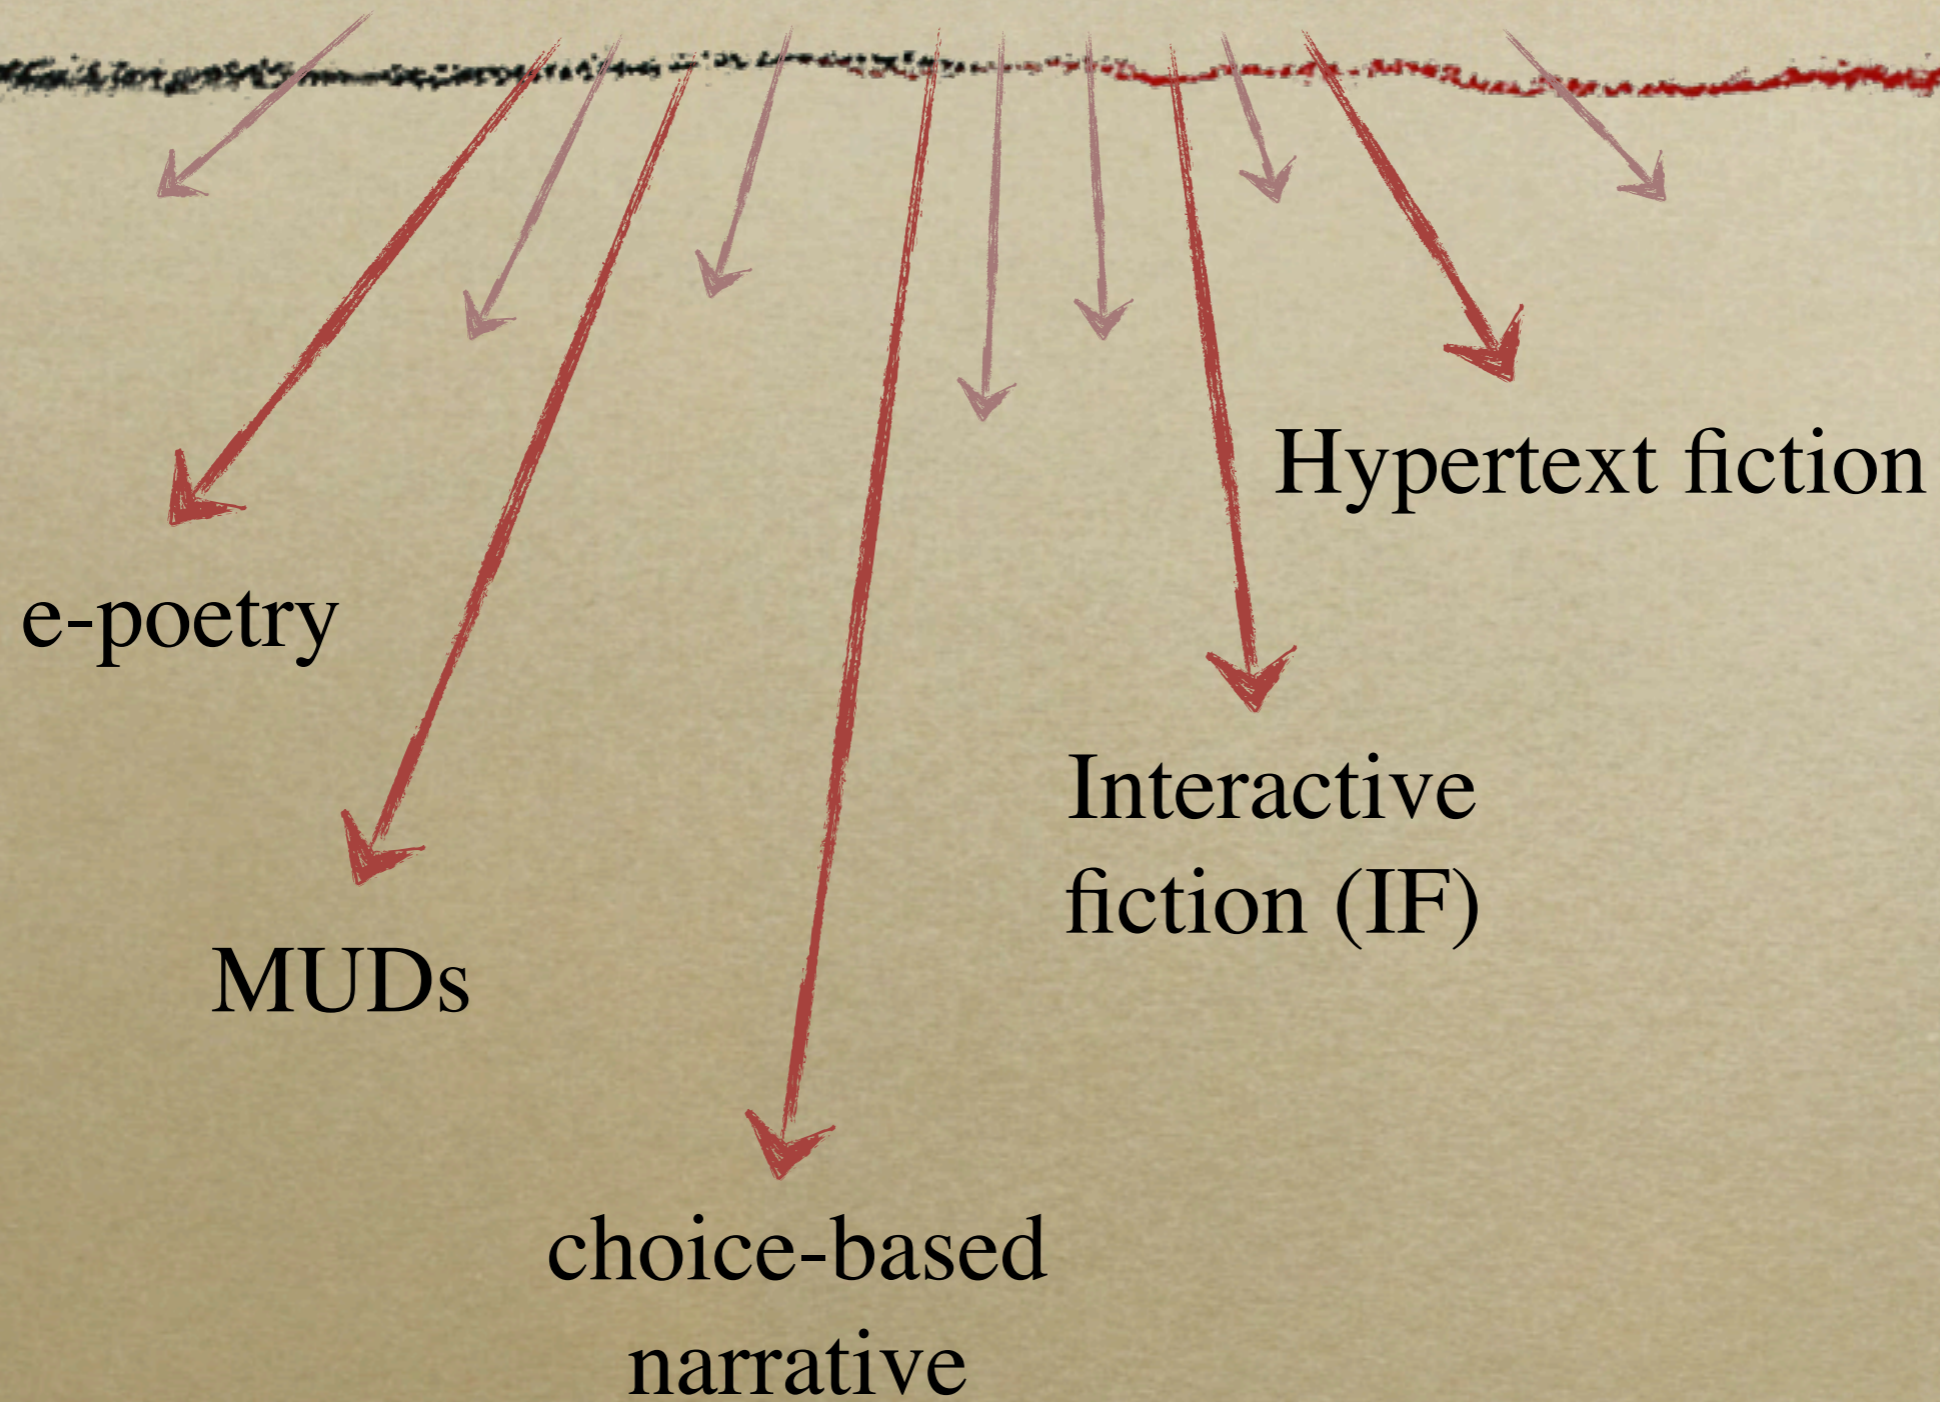 Hypertext fiction
e-poetry
Interactive
fiction (IF)
MUDs
choice-based
narrative